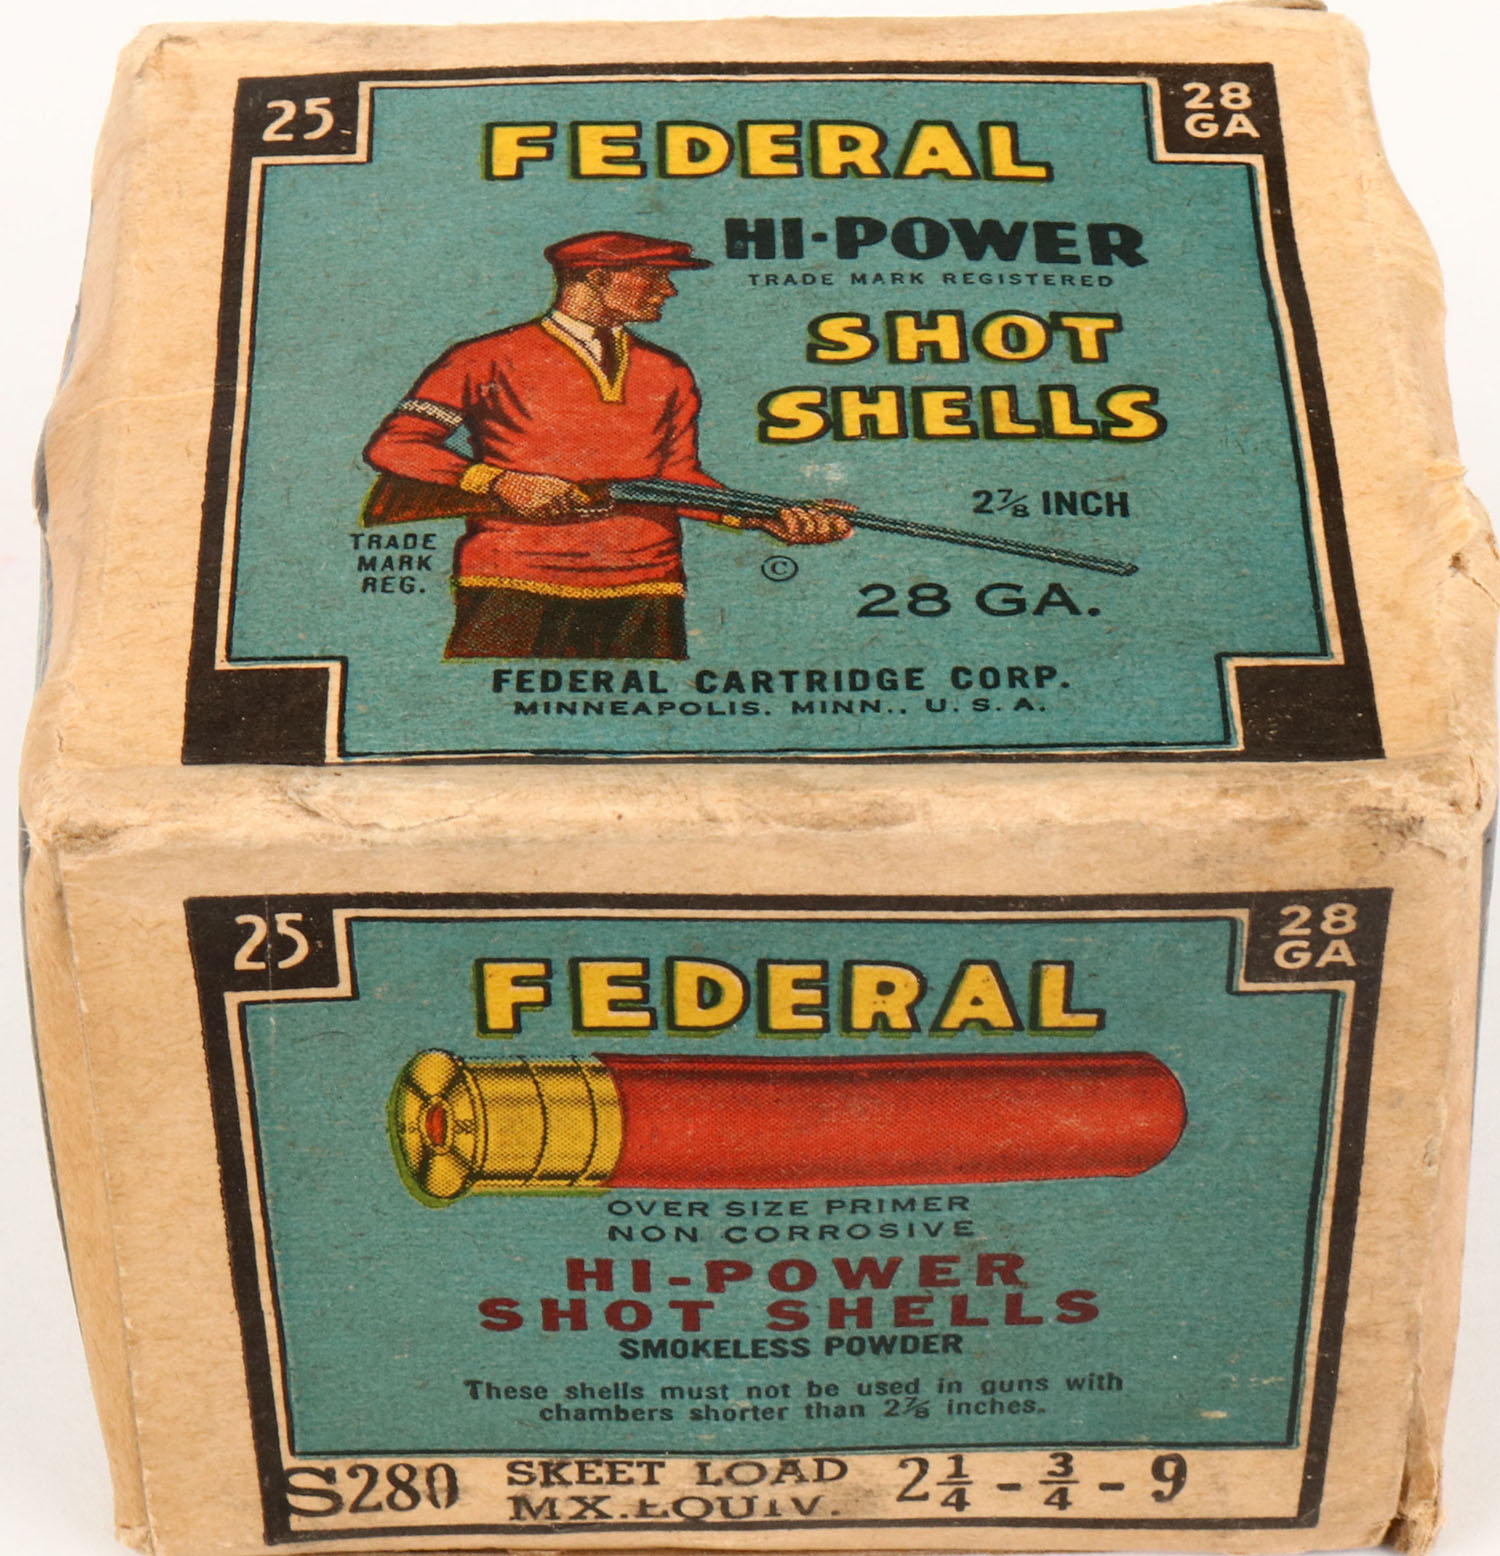 25
28
GA
FEDERAL
HI-POWER
TRADE MARK REGISTERED
SHOT
SHELLS
2⅞ INCH
TRADE
MARK
REG.
©
28 GA.
FEDERAL CARTRIDGE CORP.
MINNEAPOLIS. MINN.. U. S. A.
25
28
GA
FEDERAL
OVER SIZE PRIMER
NON CORROSIVE
HI-POWER
SHOT SHELLS
SMOKELESS POWDER
These shells must not be used in guns with
chambers shorter than 2⅞ inches.
S280 SKEET LOAD 2¼ - ¾ - 9
MX. EQUIV.